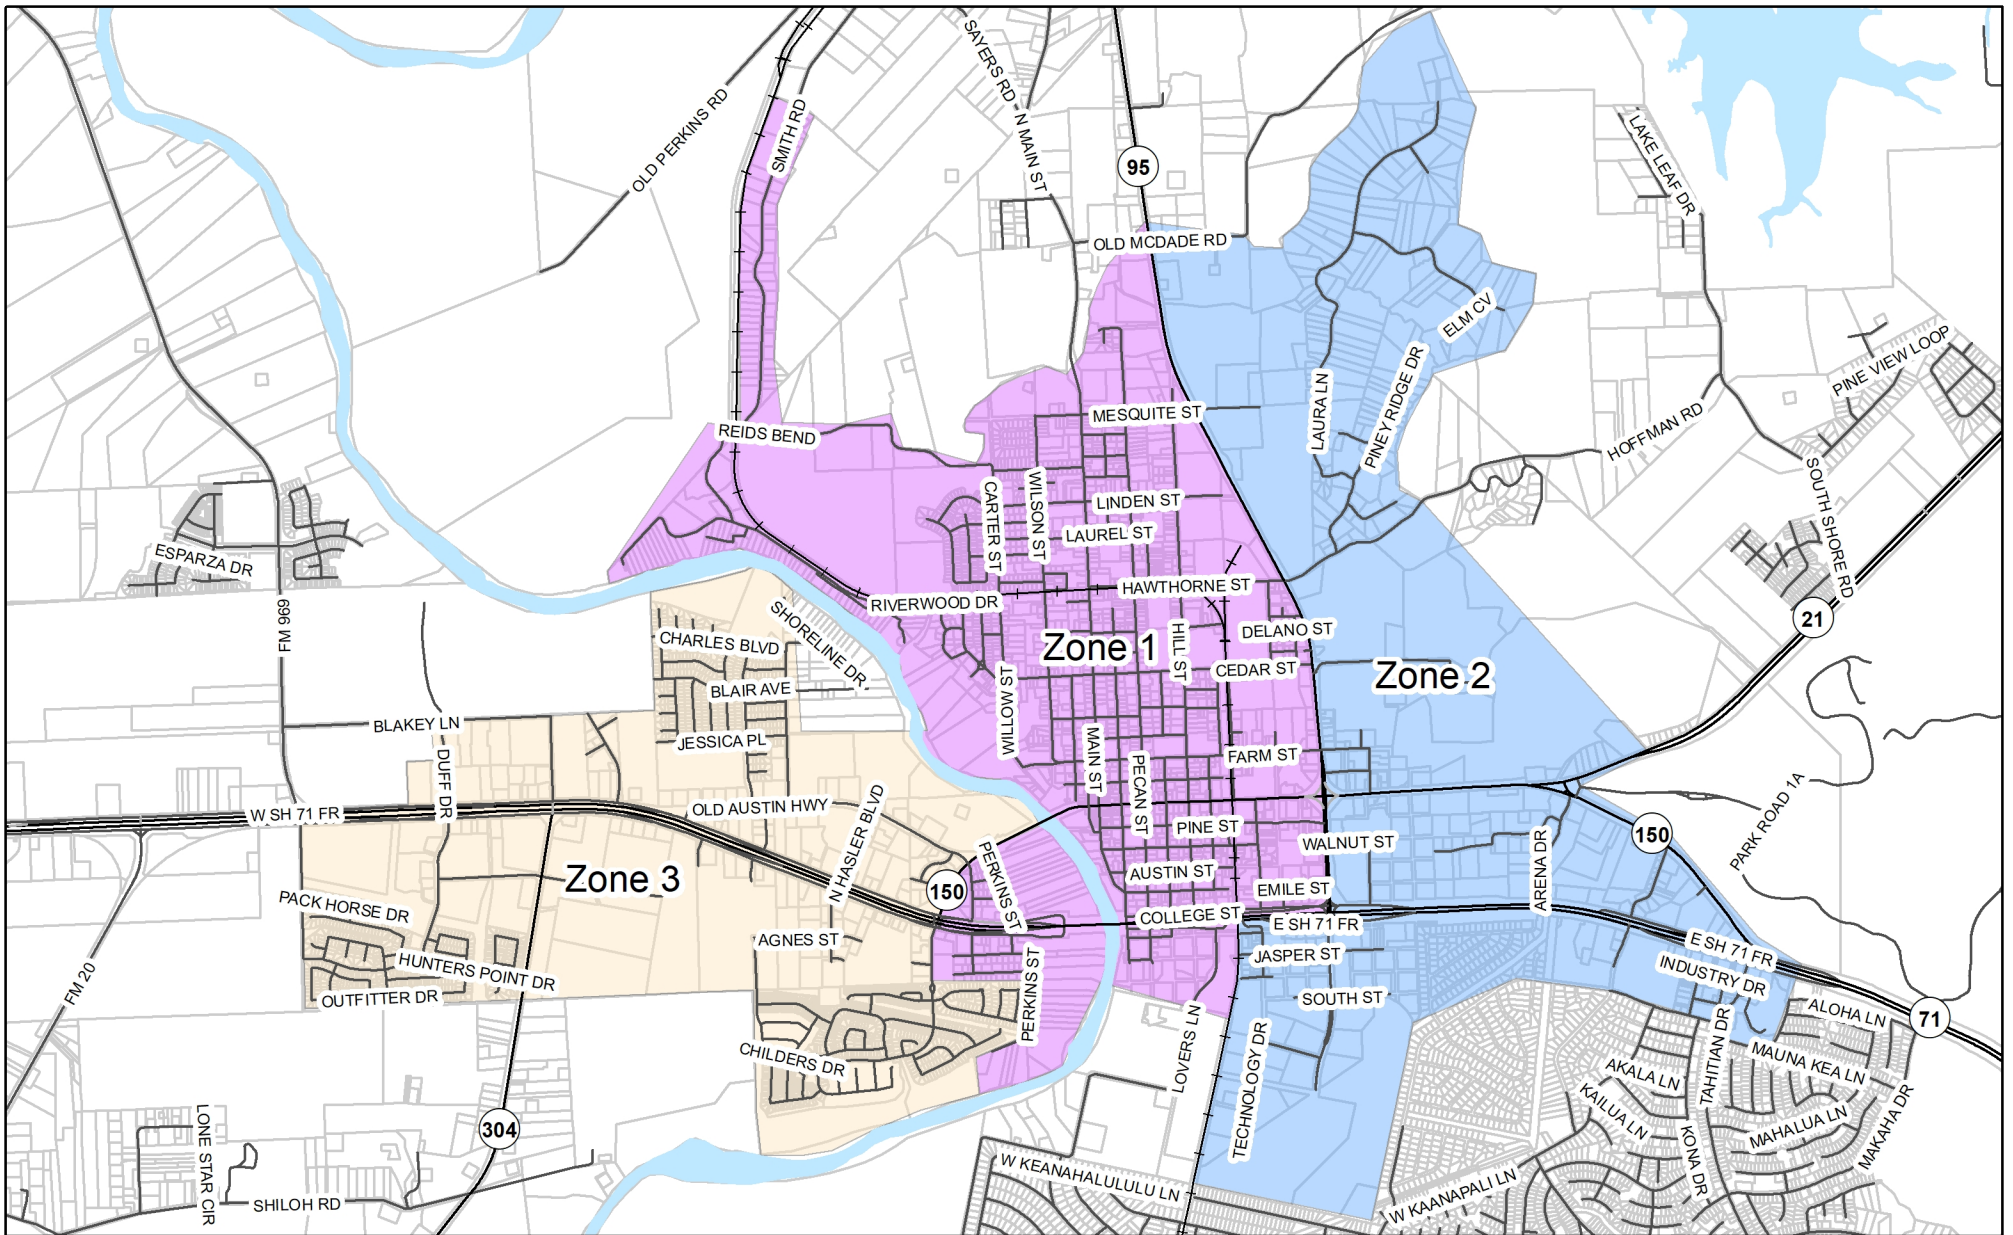 SAYERS RD
N MAIN ST
OLD PERKINS RD
SMITH RD
95
LAKE LEAF DR
OLD MCDADE RD
ELM CV
PINE VIEW LOOP
LAURA LN
PINEY RIDGE DR
MESQUITE ST
REIDS BEND
HOFFMAN RD
SOUTH SHORE RD
CARTER ST
WILSON ST
LINDEN ST
LAUREL ST
ESPARZA DR
FM 969
HAWTHORNE ST
RIVERWOOD DR
21
SHORELINE DR
CHARLES BLVD
DELANO ST
HILL ST
Zone 1
CEDAR ST
Zone 2
BLAIR AVE
WILLOW ST
BLAKEY LN
JESSICA PL
DUFF DR
MAIN ST
PECAN ST
FARM ST
W SH 71 FR
OLD AUSTIN HWY
N HASLER BLVD
PINE ST
WALNUT ST
150
PARK ROAD 1A
ARENA DR
Zone 3
150
PERKINS ST
AUSTIN ST
EMILE ST
PACK HORSE DR
COLLEGE ST
E SH 71 FR
AGNES ST
JASPER ST
E SH 71 FR
HUNTERS POINT DR
INDUSTRY DR
FM 20
OUTFITTER DR
PERKINS ST
SOUTH ST
ALOHA LN
71
CHILDERS DR
LOVERS LN
TECHNOLOGY DR
TAHITIAN DR
MAUNA KEA LN
AKALA LN
KAILUA LN
MAHALUA LN
MAKAHA DR
304
LONE STAR CIR
KONA DR
W KEANAHALULULU LN
W KAANAPALI LN
SHILOH RD